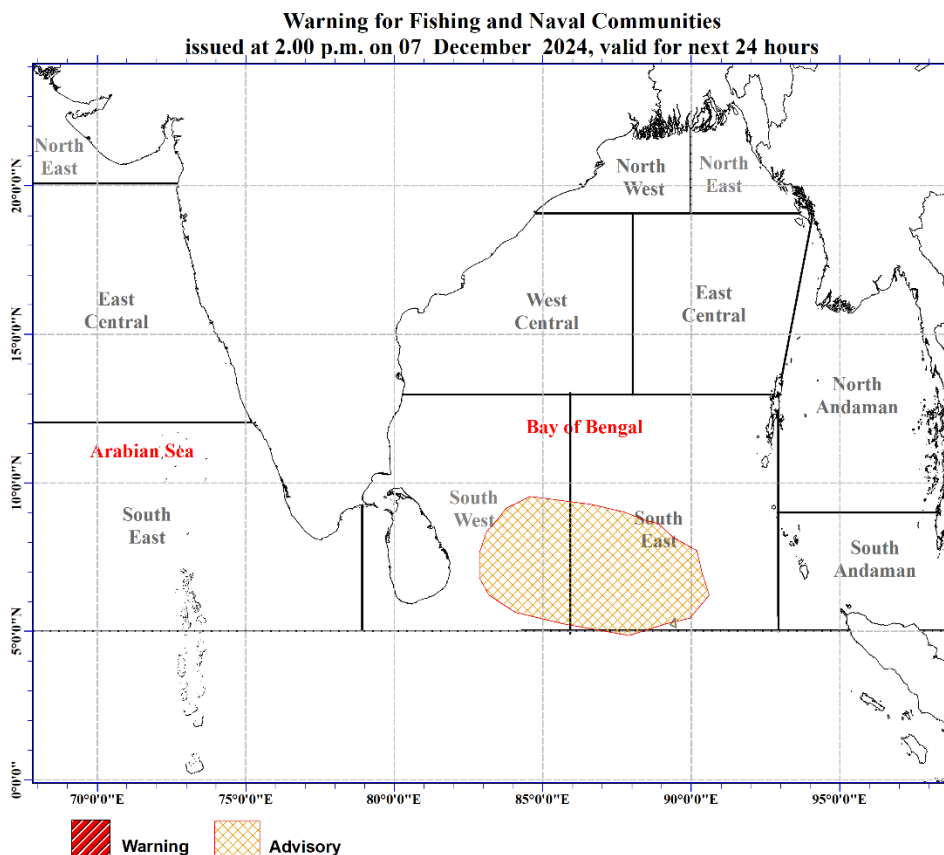 Warning for Fishing and Naval Communities
issued at 2.00 p.m. on 07 December 2024, valid for next 24 hours
North
East
North
West
North
East
20°0'0"N
East
Central
West
Central
East
Central
15°0'0"N
North
Andaman
Bay of Bengal
Arabian Sea
10°0'0"N
South
East
South
West
South
East
South
Andaman
5°0'0"N
0°0'0"
70°0'0"E
75°0'0"E
80°0'0"E
85°0'0"E
90°0'0"E
95°0'0"E
Warning
Advisory